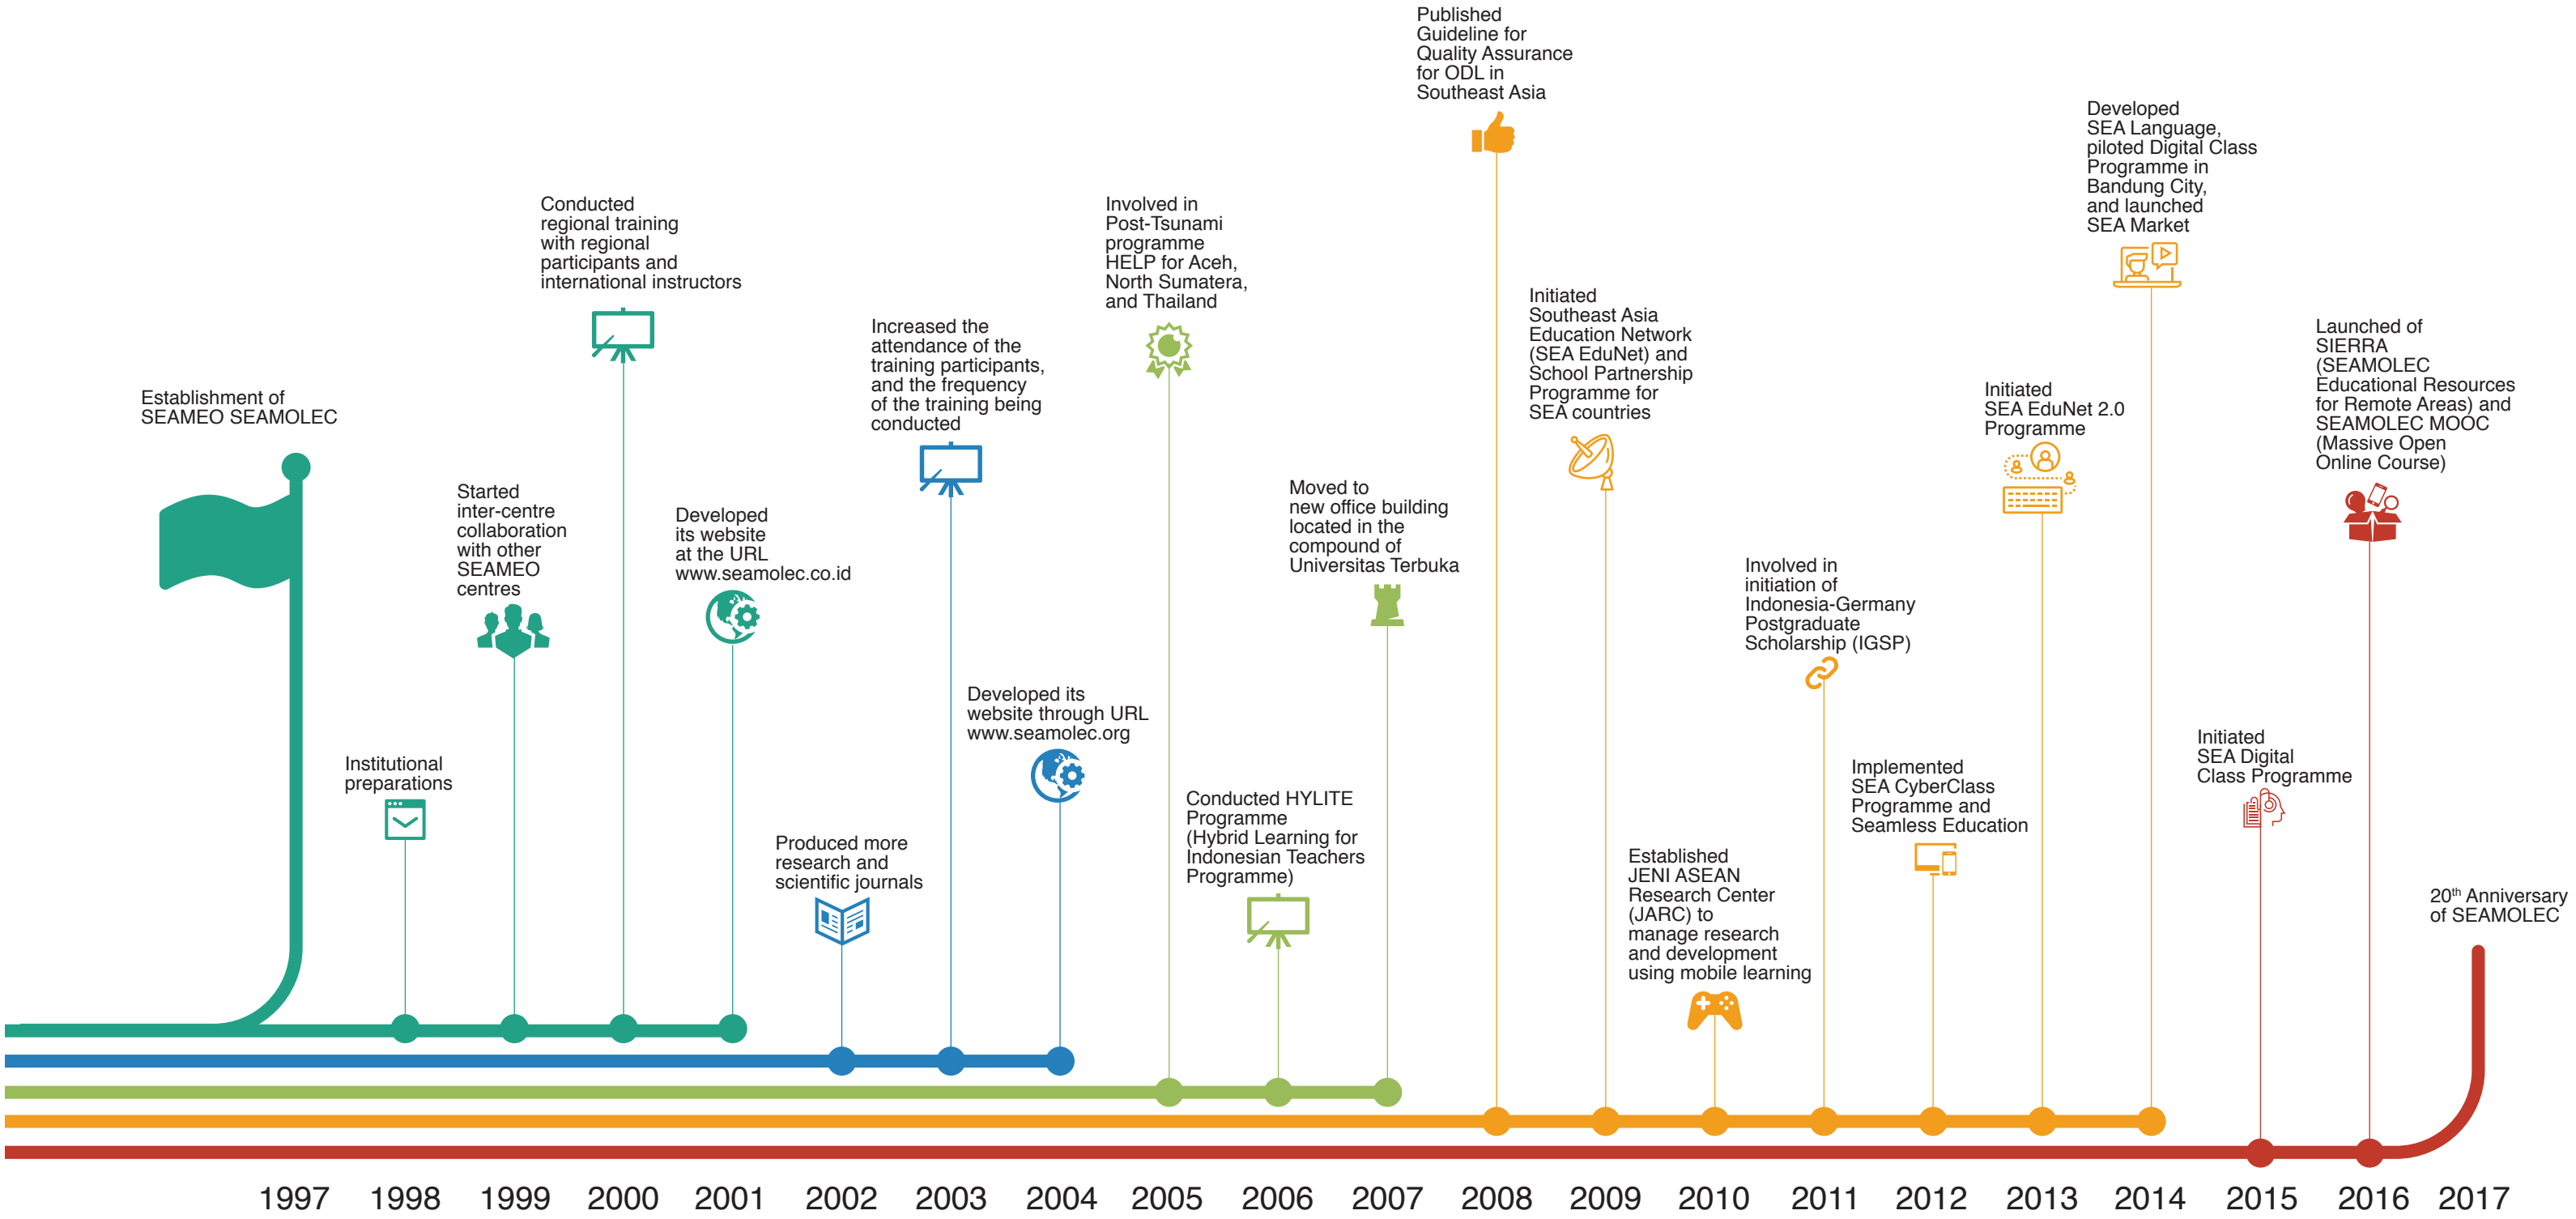 Establishment of
SEAMEO SEAMOLEC
Institutional
preparations
Started
inter-centre
collaboration
with other
SEAMEO
centres
Conducted
regional training
with regional
participants and
international instructors
Developed
its website
at the URL
www.seamolec.co.id
Produced more
research and
scientific journals
Increased the
attendance of the
training participants,
and the frequency
of the training being
conducted
Developed its
website through URL
www.seamolec.org
Involved in
Post-Tsunami
programme
HELP for Aceh,
North Sumatera,
and Thailand
Conducted HYLITE
Programme
(Hybrid Learning for
Indonesian Teachers
Programme)
Moved to
new office building
located in the
compound of
Universitas Terbuka
Published
Guideline for
Quality Assurance
for ODL in
Southeast Asia
Initiated
Southeast Asia
Education Network
(SEA EduNet) and
School Partnership
Programme for
SEA countries
Established
JENI ASEAN
Research Center
(JARC) to
manage research
and development
using mobile learning
Involved in
initiation of
Indonesia-Germany
Postgraduate
Scholarship (IGSP)
Implemented
SEA CyberClass
Programme and
Seamless Education
Initiated
SEA EduNet 2.0
Programme
Developed
SEA Language,
piloted Digital Class
Programme in
Bandung City,
and launched
SEA Market
Initiated
SEA Digital
Class Programme
Launched of
SIERRA
(SEAMOLEC
Educational Resources
for Remote Areas) and
SEAMOLEC MOOC
(Massive Open
Online Course)
20th Anniversary
of SEAMOLEC
1997 1998 1999 2000 2001 2002 2003 2004 2005 2006 2007 2008 2009 2010 2011 2012 2013 2014 2015 2016 2017